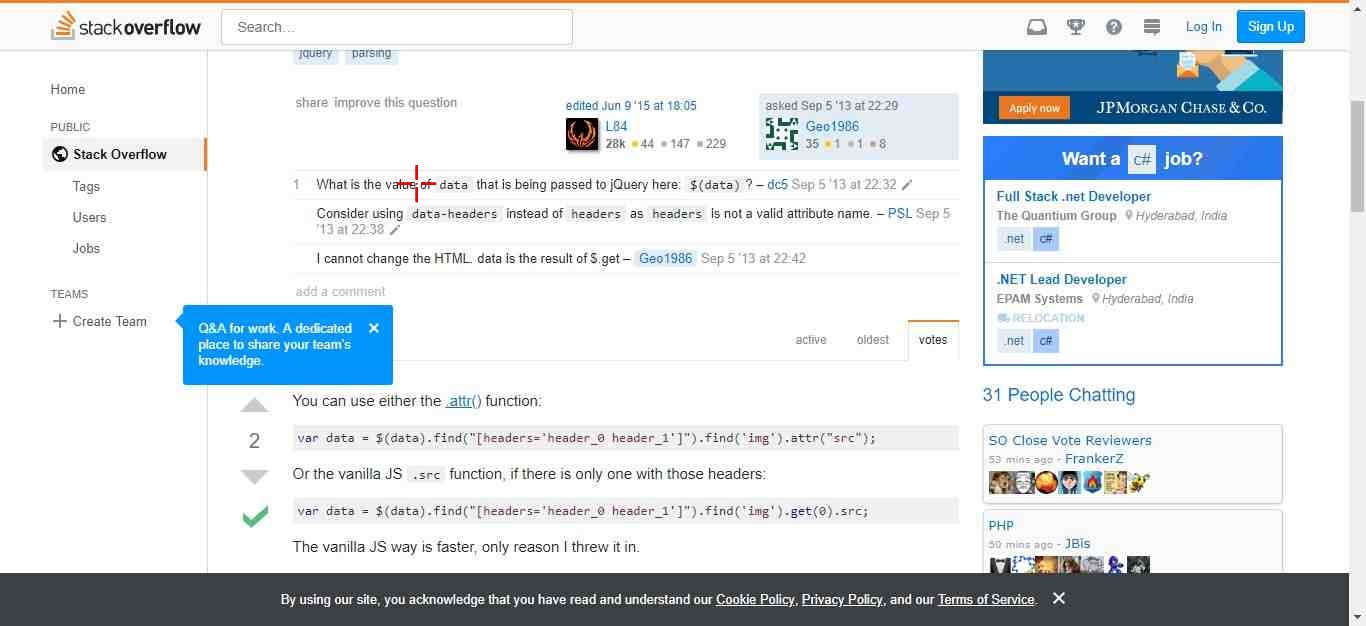 stackoverflow
Search…
Log In
Sign Up
Home
PUBLIC
Stack Overflow
Tags
Users
Jobs
TEAMS
Create Team
Q&A for work. A dedicated
place to share your team's
knowledge.
jquery parsing
share improve this question
edited Jun 9 '15 at 18:05
L84
28k 44 147 229
asked Sep 5 '13 at 22:29
Geo1986
35 1 1 8
1 What is the value of data that is being passed to jQuery here: $(data) ? – dc5 Sep 5 '13 at 22:32
Consider using data-headers instead of headers as headers is not a valid attribute name. – PSL Sep 5
'13 at 22:38
I cannot change the HTML. data is the result of $.get – Geo1986 Sep 5 '13 at 22:42
add a comment
active oldest votes
2
You can use either the .attr() function:
var data = $(data).find("[headers='header_0 header_1']").find('img').attr("src");
Or the vanilla JS .src function, if there is only one with those headers:
var data = $(data).find("[headers='header_0 header_1']").find('img').get(0).src;
The vanilla JS way is faster, only reason I threw it in.
Apply now JPMORGAN CHASE & CO.
Want a c# job?
Full Stack .net Developer
The Quantium Group Hyderabad, India
.net c#
.NET Lead Developer
EPAM Systems Hyderabad, India
RELOCATION
.net c#
31 People Chatting
SO Close Vote Reviewers
53 mins ago - FrankerZ
PHP
50 mins ago - JBis
By using our site, you acknowledge that you have read and understand our Cookie Policy, Privacy Policy, and our Terms of Service.